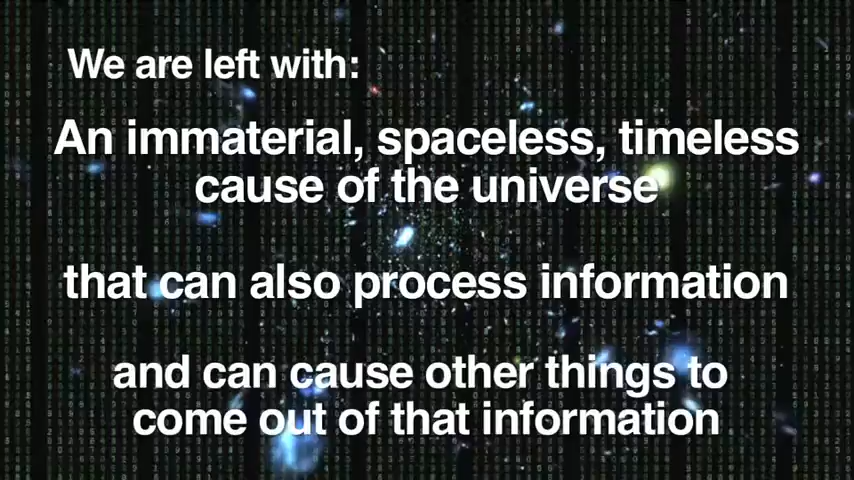 We are left with:
An immaterial, spaceless, timeless
cause of the universe
that can also process information
and can cause other things to
come out of that information